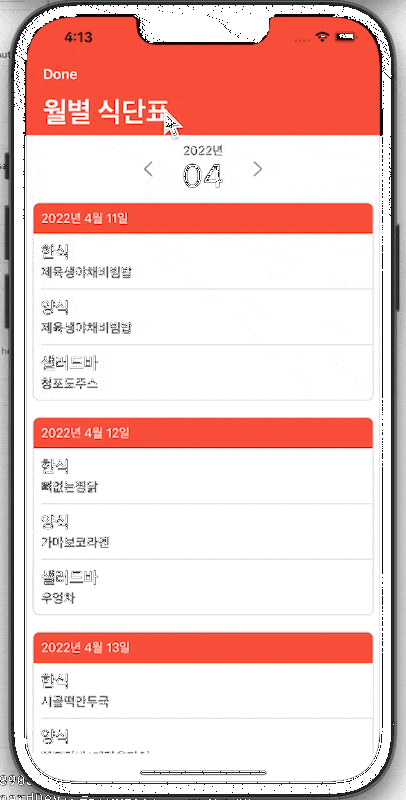 4:13
Done
월별 식단표
2022년
04
2022년 4월 11일
한식
제육생야채비빔밥
양식
제육생야채비빔밥
샐러드바
청포도주스
2022년 4월 12일
한식
뼈없는찜닭
양식
가마보코라멘
샐러드바
우엉차
2022년 4월 13일
한식
시골떡만두국
양식